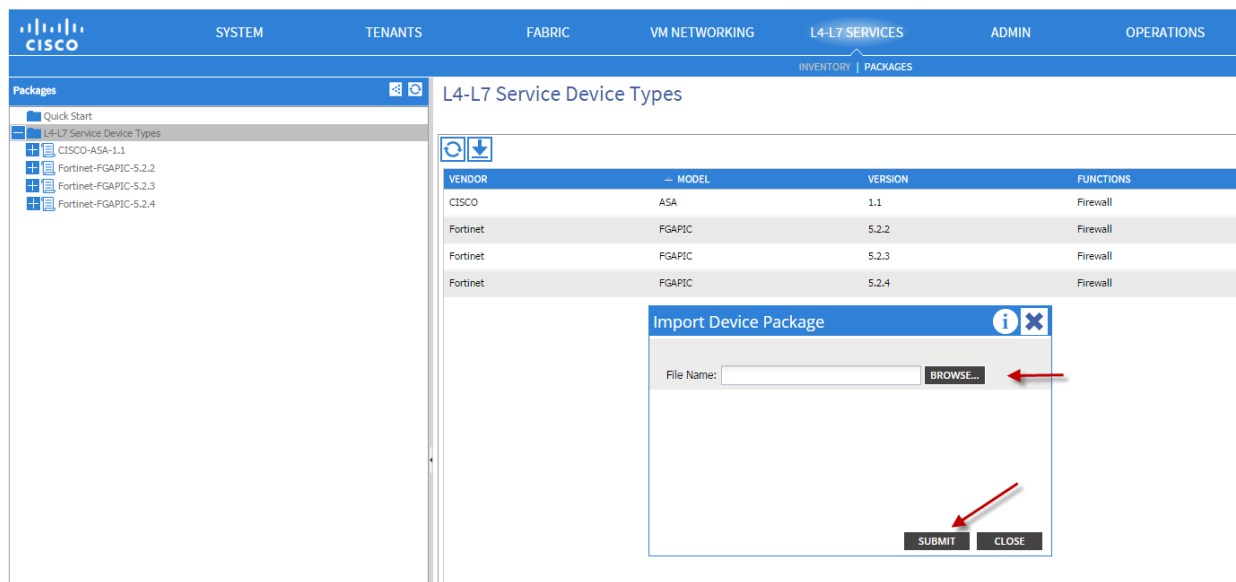 CISCO
SYSTEM TENANTS FABRIC VM NETWORKING L4-L7 SERVICES ADMIN OPERATIONS
INVENTORY | PACKAGES
Packages
Quick Start
L4-L7 Service Device Types
CISCO-ASA-1.1
Fortinet-FGAPIC-5.2.2
Fortinet-FGAPIC-5.2.3
Fortinet-FGAPIC-5.2.4
L4-L7 Service Device Types
VENDOR MODEL VERSION FUNCTIONS
CISCO ASA 1.1 Firewall
Fortinet FGAPIC 5.2.2 Firewall
Fortinet FGAPIC 5.2.3 Firewall
Fortinet FGAPIC 5.2.4 Firewall
Import Device Package i
File Name: BROWSE...
SUBMIT CLOSE